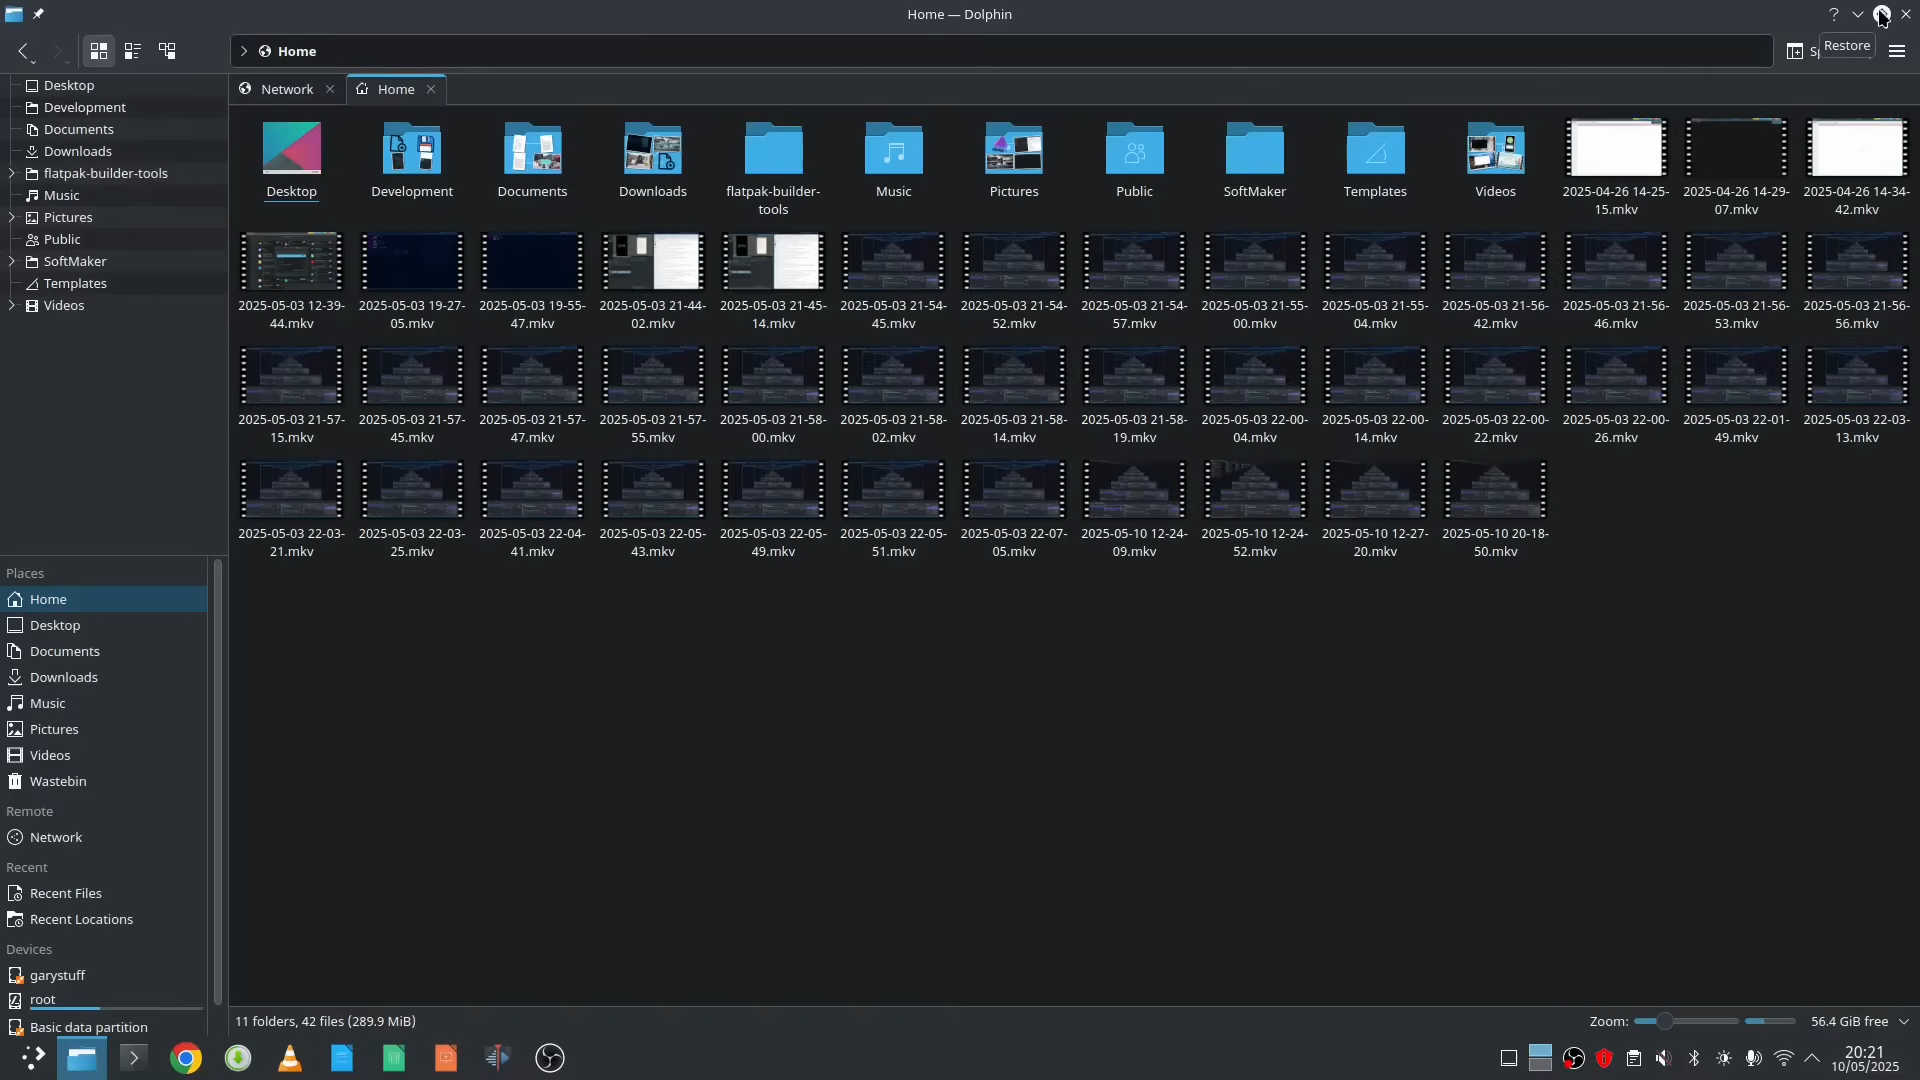 Home — Dolphin
Restore
Home
Network
Home
Desktop
Development
Documents
Downloads
flatpak-builder-tools
Music
Pictures
Public
SoftMaker
Templates
Videos
Desktop
Development
Documents
Downloads
flatpak-builder-
tools
Music
Pictures
Public
SoftMaker
Templates
Videos
2025-04-26 14-25-
15.mkv
2025-04-26 14-29-
07.mkv
2025-04-26 14-34-
42.mkv
2025-05-03 12-39-
44.mkv
2025-05-03 19-27-
05.mkv
2025-05-03 19-55-
47.mkv
2025-05-03 21-44-
02.mkv
2025-05-03 21-45-
14.mkv
2025-05-03 21-54-
45.mkv
2025-05-03 21-54-
52.mkv
2025-05-03 21-54-
57.mkv
2025-05-03 21-55-
00.mkv
2025-05-03 21-55-
04.mkv
2025-05-03 21-56-
42.mkv
2025-05-03 21-56-
46.mkv
2025-05-03 21-56-
53.mkv
2025-05-03 21-56-
56.mkv
2025-05-03 21-57-
15.mkv
2025-05-03 21-57-
45.mkv
2025-05-03 21-57-
47.mkv
2025-05-03 21-57-
55.mkv
2025-05-03 21-58-
00.mkv
2025-05-03 21-58-
02.mkv
2025-05-03 21-58-
14.mkv
2025-05-03 21-58-
19.mkv
2025-05-03 22-00-
04.mkv
2025-05-03 22-00-
14.mkv
2025-05-03 22-00-
22.mkv
2025-05-03 22-00-
26.mkv
2025-05-03 22-01-
49.mkv
2025-05-03 22-03-
13.mkv
2025-05-03 22-03-
21.mkv
2025-05-03 22-03-
25.mkv
2025-05-03 22-04-
41.mkv
2025-05-03 22-05-
43.mkv
2025-05-03 22-05-
49.mkv
2025-05-03 22-05-
51.mkv
2025-05-03 22-07-
05.mkv
2025-05-10 12-24-
09.mkv
2025-05-10 12-24-
52.mkv
2025-05-10 12-27-
20.mkv
2025-05-10 20-18-
50.mkv
Places
Home
Desktop
Documents
Downloads
Music
Pictures
Videos
Wastebin
Remote
Network
Recent
Recent Files
Recent Locations
Devices
garystuff
root
Basic data partition
11 folders, 42 files (289.9 MiB)
Zoom:
56.4 GiB free
20:21
10/05/2025